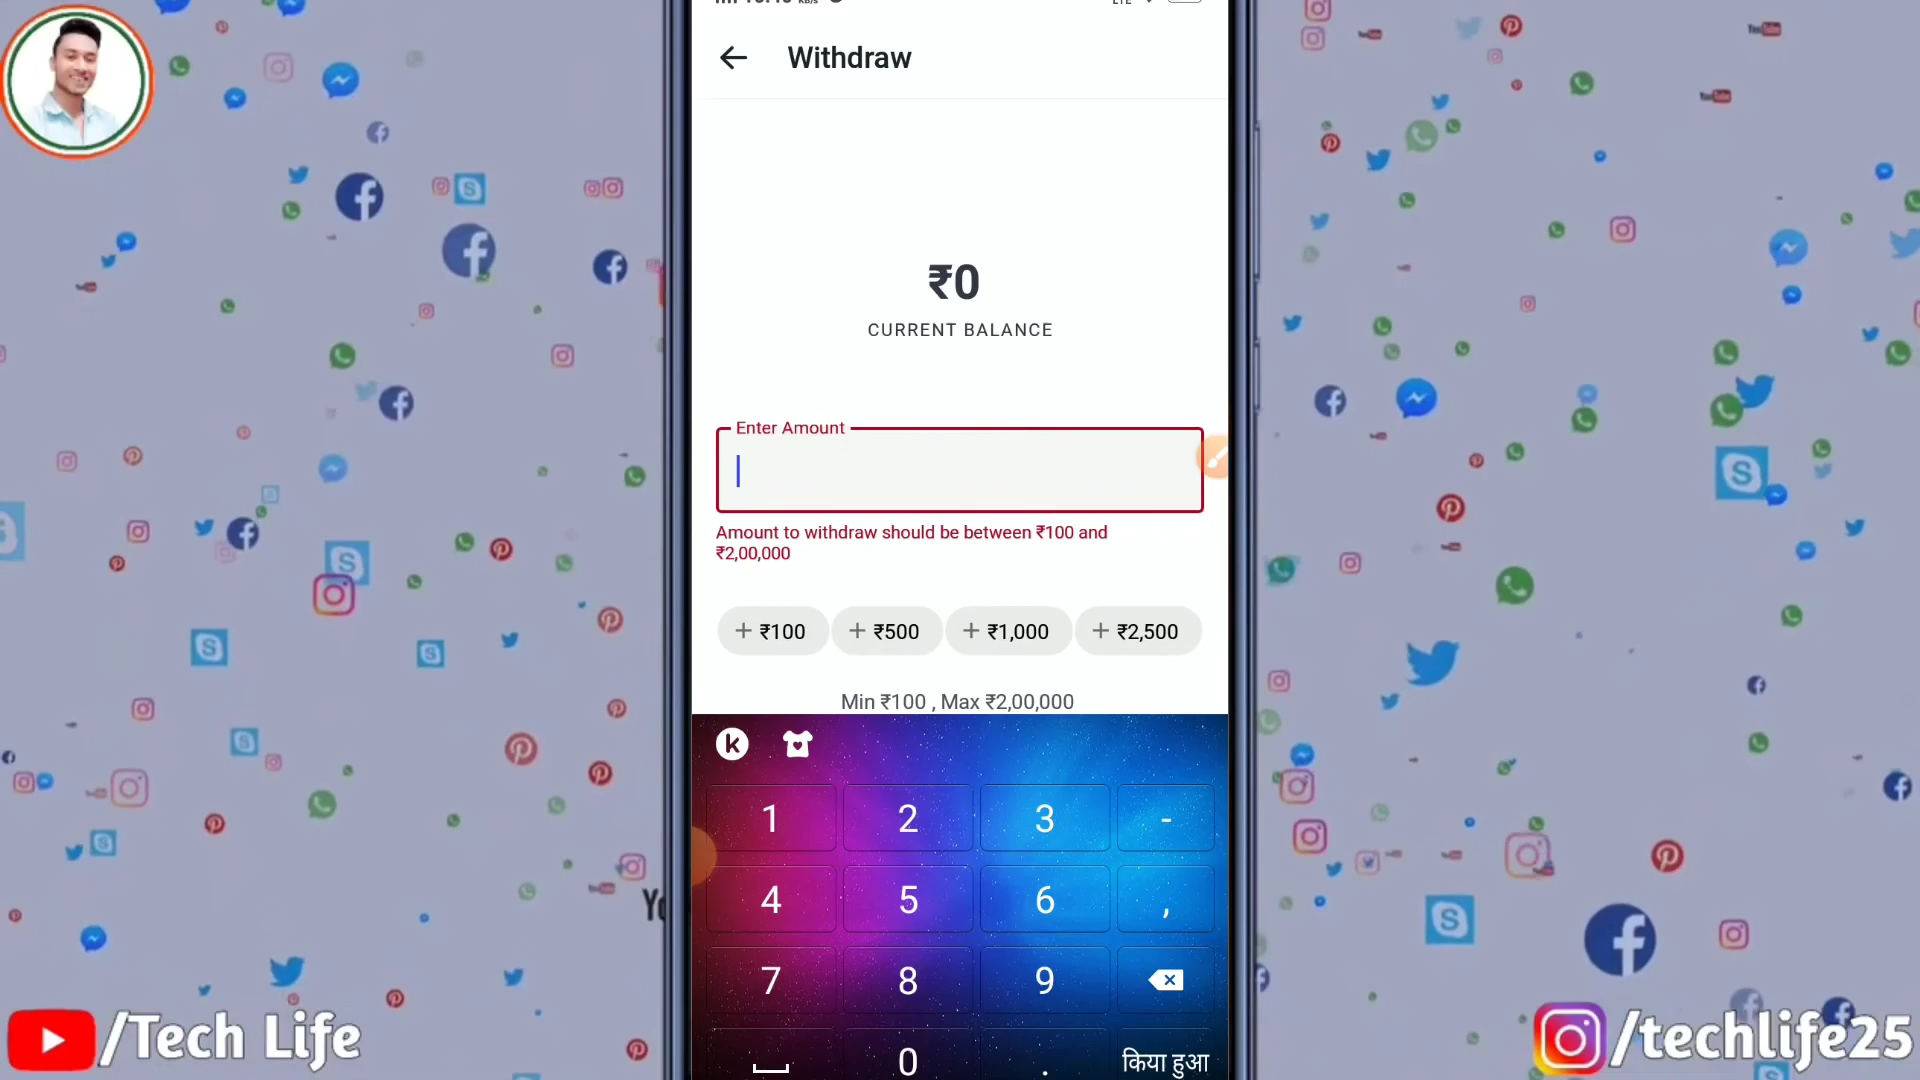 Withdraw
₹0
CURRENT BALANCE
Enter Amount
Amount to withdraw should be between ₹100 and
₹2,00,000
+ ₹100 + ₹500 + ₹1,000 + ₹2,500
Min ₹100 , Max ₹2,00,000
k
1 2 3 -
4 5 6 ,
7 8 9
0 . किया हुआ
/Tech Life
/techlife25